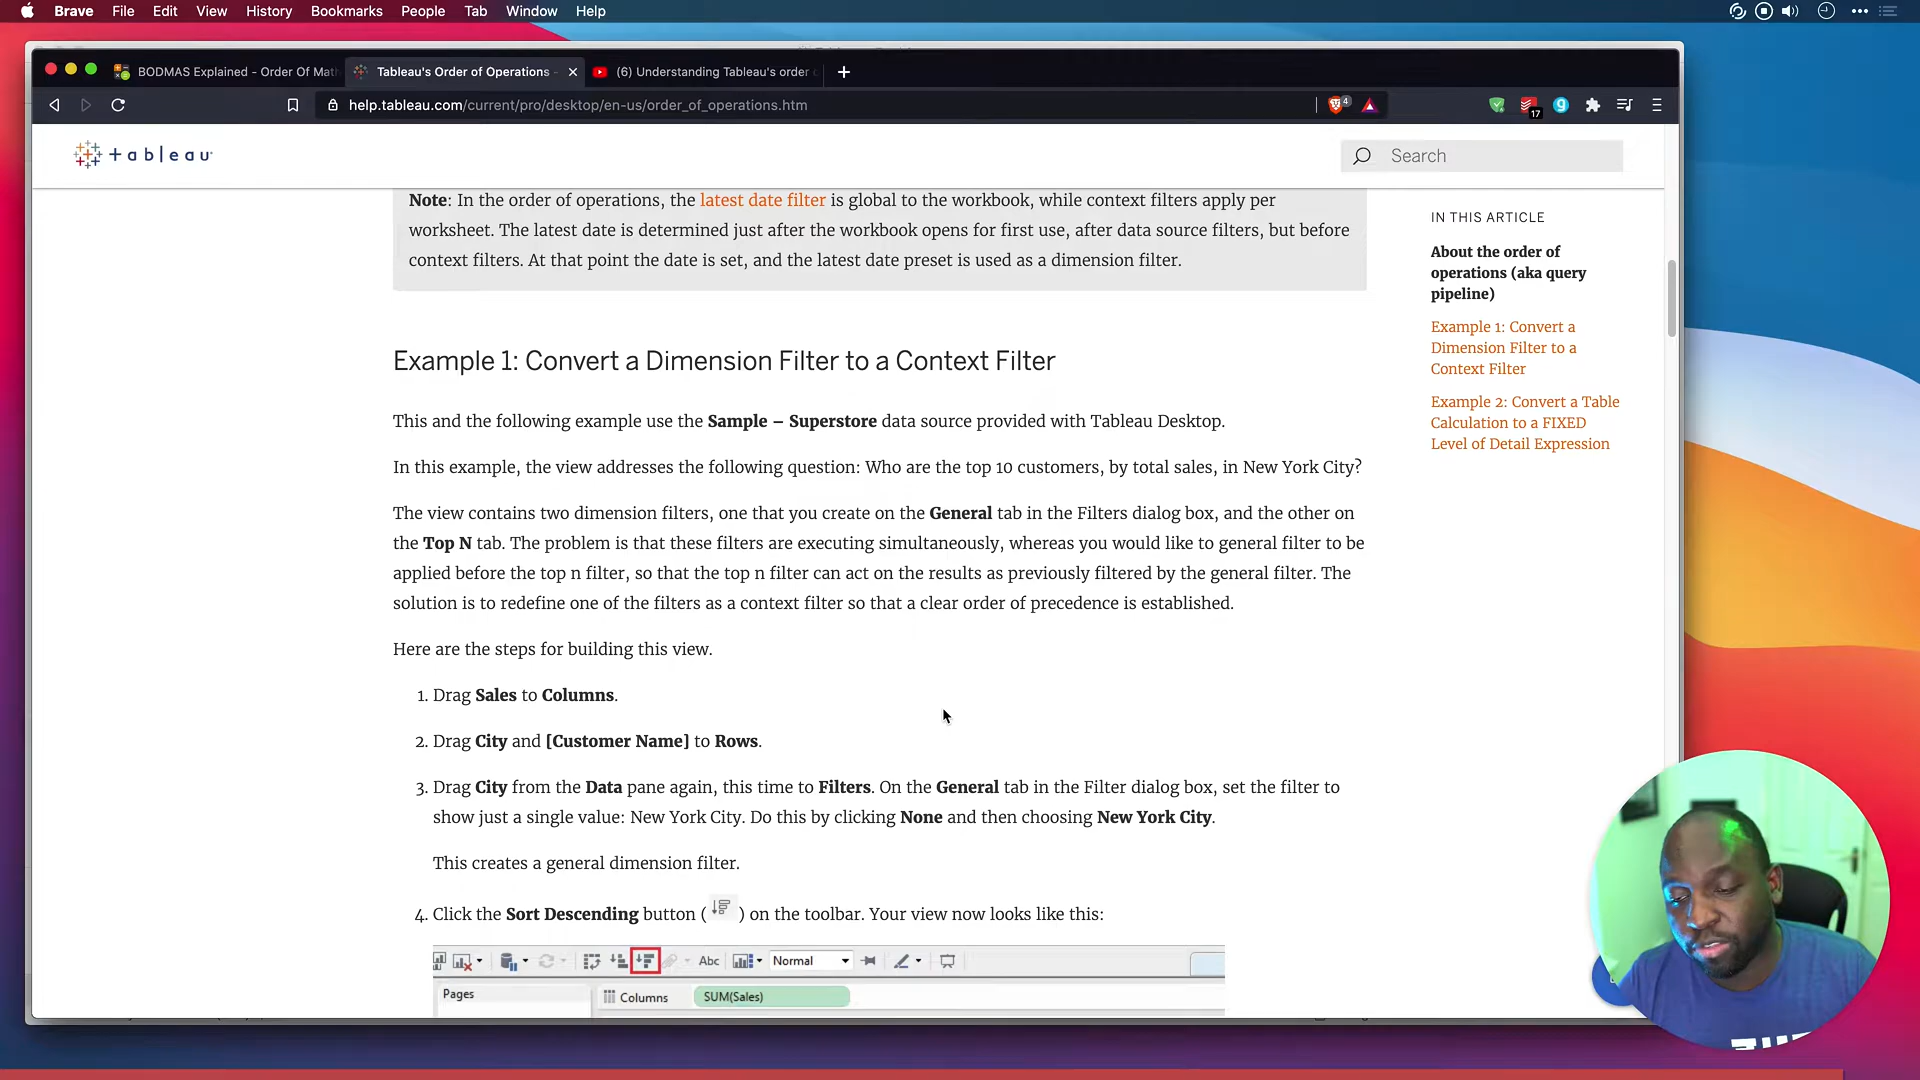 Brave File Edit View History Bookmarks People Tab Window Help
BODMAS Explained - Order Of Mat
Tableau's Order of Operations -
(6) Understanding Tableau's order
help.tableau.com/current/pro/desktop/en-us/order_of_operations.htm
4
17
tableau
Search
Note: In the order of operations, the latest date filter is global to the workbook, while context filters apply per
worksheet. The latest date is determined just after the workbook opens for first use, after data source filters, but before
context filters. At that point the date is set, and the latest date preset is used as a dimension filter.
Example 1: Convert a Dimension Filter to a Context Filter
This and the following example use the Sample – Superstore data source provided with Tableau Desktop.
In this example, the view addresses the following question: Who are the top 10 customers, by total sales, in New York City?
The view contains two dimension filters, one that you create on the General tab in the Filters dialog box, and the other on
the Top N tab. The problem is that these filters are executing simultaneously, whereas you would like to general filter to be
applied before the top n filter, so that the top n filter can act on the results as previously filtered by the general filter. The
solution is to redefine one of the filters as a context filter so that a clear order of precedence is established.
Here are the steps for building this view.
1. Drag Sales to Columns.
2. Drag City and [Customer Name] to Rows.
3. Drag City from the Data pane again, this time to Filters. On the General tab in the Filter dialog box, set the filter to
show just a single value: New York City. Do this by clicking None and then choosing New York City.
This creates a general dimension filter.
4. Click the Sort Descending button ( ) on the toolbar. Your view now looks like this:
Abc
Normal
Pages
Columns
SUM(Sales)
IN THIS ARTICLE
About the order of
operations (aka query
pipeline)
Example 1: Convert a
Dimension Filter to a
Context Filter
Example 2: Convert a Table
Calculation to a FIXED
Level of Detail Expression